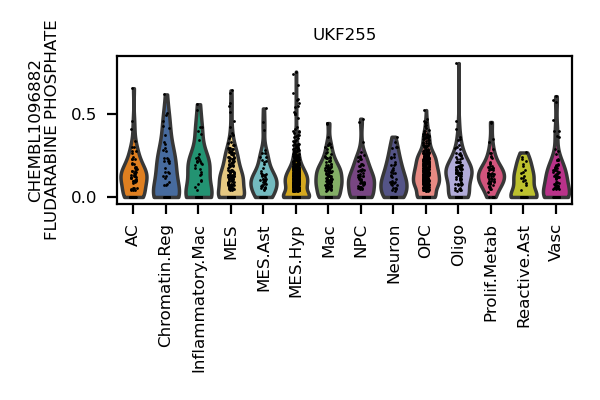 UKF255
CHEMBL1096882
FLUDARABINE PHOSPHATE
0.5
0.0
AC
Chromatin.Reg
Inflammatory.Mac
MES
MES.Ast
MES.Hyp
Mac
NPC
Neuron
OPC
Oligo
Prolif.Metab
Reactive.Ast
Vasc